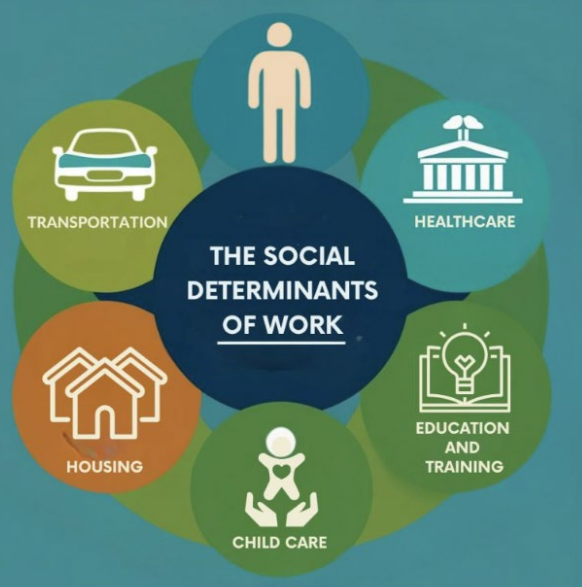 THE SOCIAL
DETERMINANTS
OF WORK
TRANSPORTATION
HEALTHCARE
HOUSING
EDUCATION
AND
TRAINING
CHILD CARE